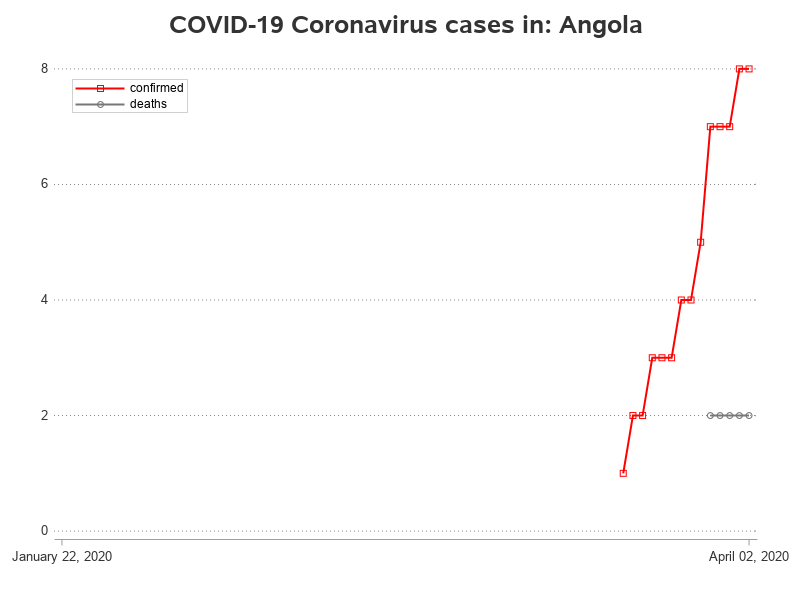 COVID-19 Coronavirus cases in: Angola
8
confirmed
deaths
6
4
2
0
January 22, 2020
April 02, 2020